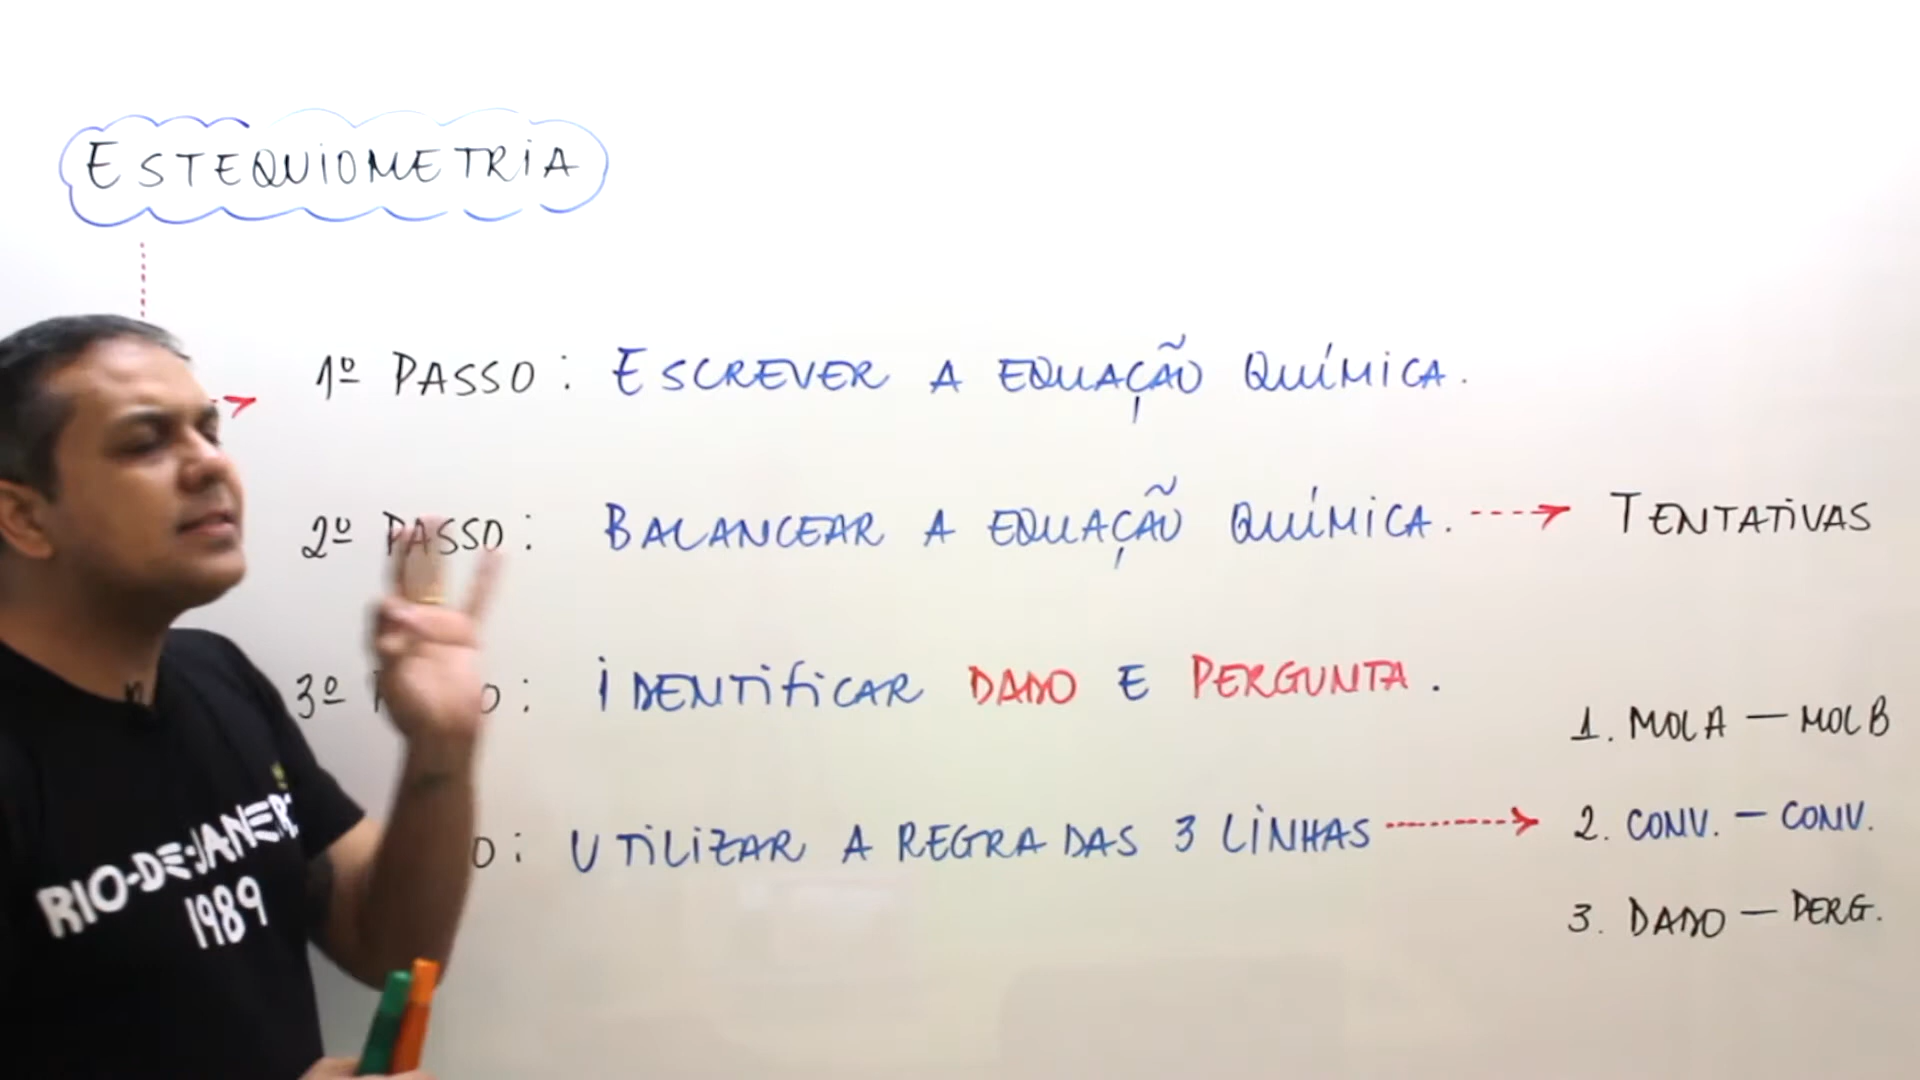 ESTEQUIOMETRIA
1º PASSO: ESCREVER A EQUAÇÃO QUÍMICA.
2º PASSO: BALANCEAR A EQUAÇÃO QUÍMICA. TENTATIVAS
3º : IDENTIFICAR DADO E PERGUNTA.
O: UTILIZAR A REGRA DAS 3 LINHAS
1. MOL A — MOL B
2. CONV. — CONV.
3. DADO — PERG.
RIO-DE-JANEI
1989